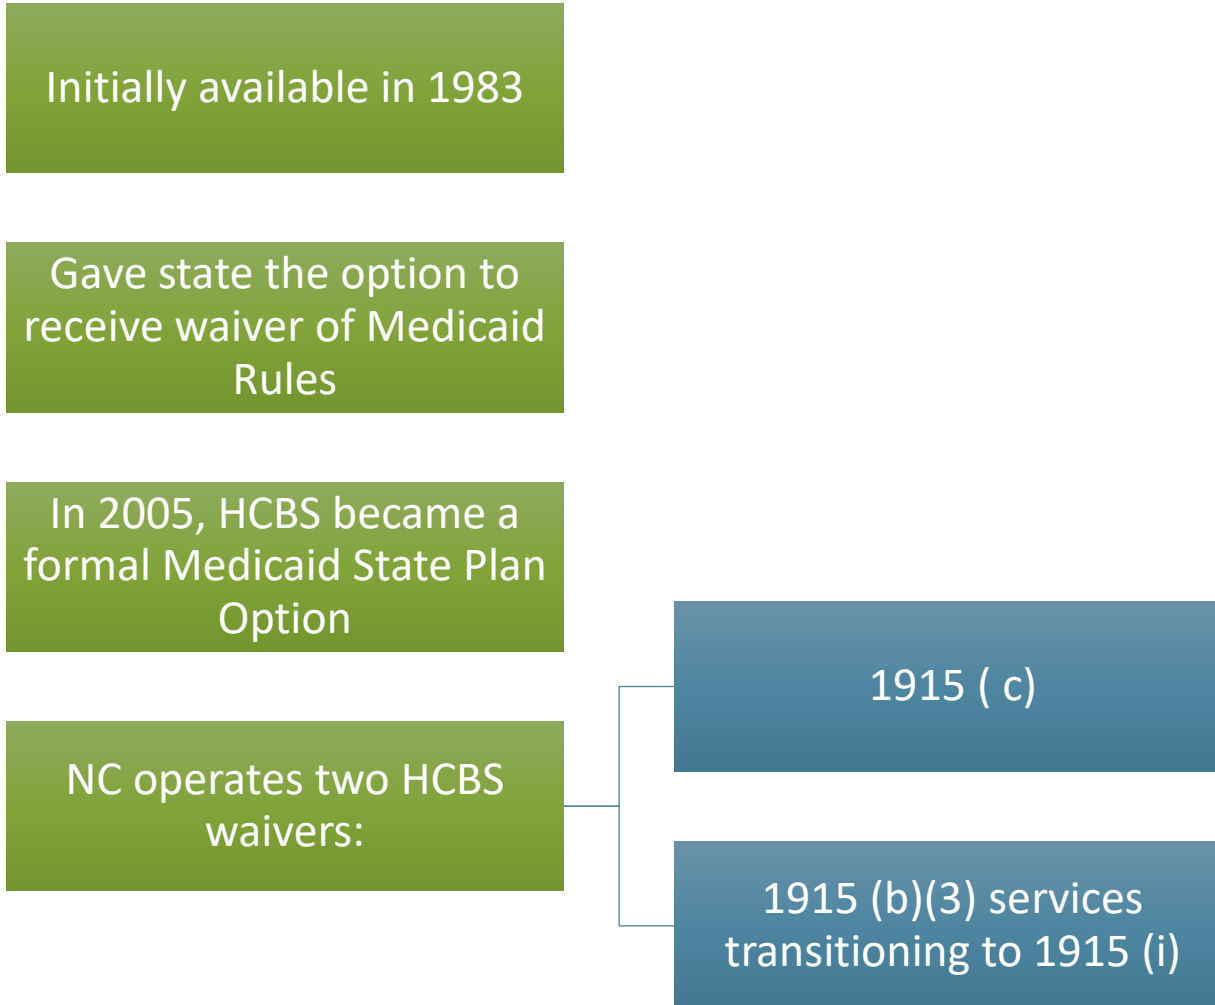 Initially available in 1983
Gave state the option to
receive waiver of Medicaid
Rules
In 2005, HCBS became a
formal Medicaid State Plan
Option
NC operates two HCBS
waivers:
1915 ( c)
1915 (b)(3) services
transitioning to 1915 (i)